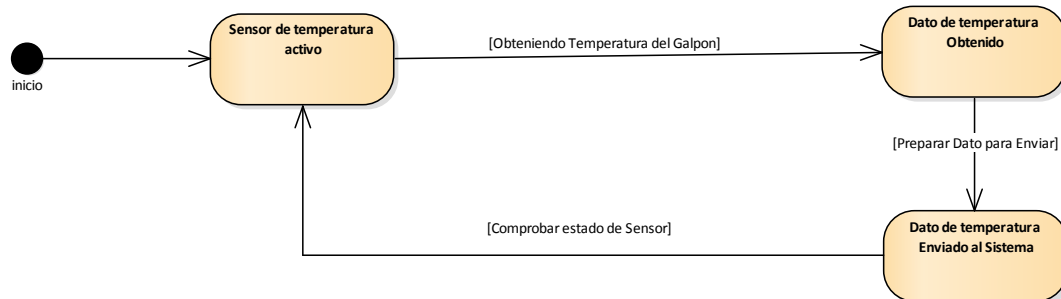 Sensor de temperatura
activo
[Obteniendo Temperatura del Galpon]
Dato de temperatura
Obtenido
inicio
[Preparar Dato para Enviar]
Dato de temperatura
Enviado al Sistema
[Comprobar estado de Sensor]